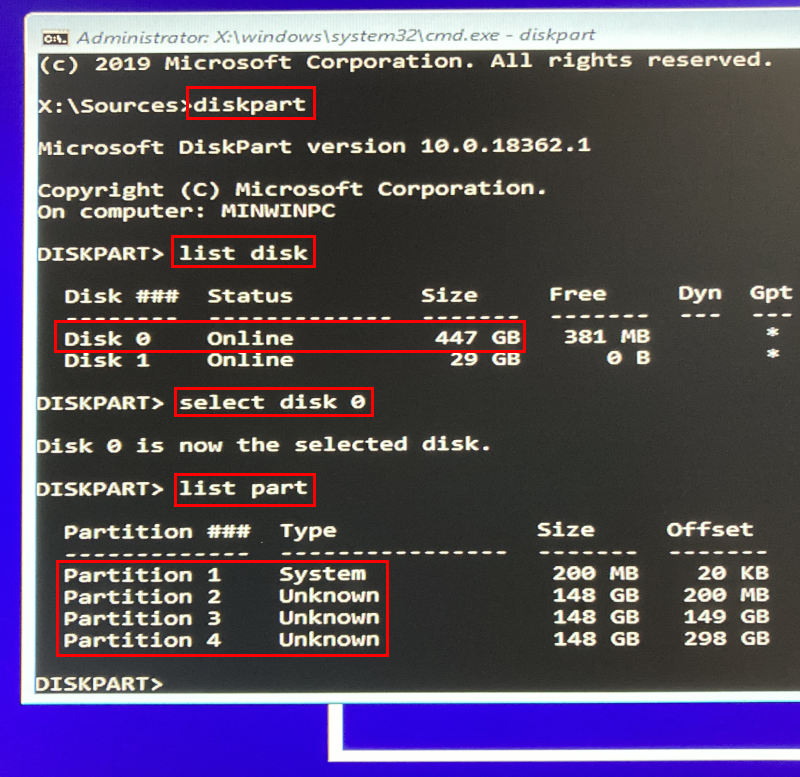 Administrator: X:\windows\system32\cmd.exe - diskpart
(c) 2019 Microsoft Corporation. All rights reserved.
X:\Sources>diskpart
Microsoft DiskPart version 10.0.18362.1
Copyright (C) Microsoft Corporation.
On computer: MINWINPC
DISKPART> list disk
Disk ### Status Size Free Dyn Gpt
-------- ------------- ------- ------- --- ---
Disk 0 Online 447 GB 381 MB *
Disk 1 Online 29 GB 0 B *
DISKPART> select disk 0
Disk 0 is now the selected disk.
DISKPART> list part
Partition ### Type Size Offset
------------- ---------------- ------- -------
Partition 1 System 200 MB 20 KB
Partition 2 Unknown 148 GB 200 MB
Partition 3 Unknown 148 GB 149 GB
Partition 4 Unknown 148 GB 298 GB
DISKPART>